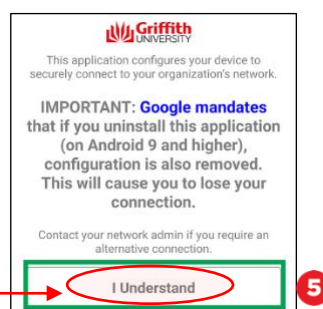 Griffith
UNIVERSITY
This application configures your device to
securely connect to your organization's network.
IMPORTANT: Google mandates
that if you uninstall this application
(on Android 9 and higher),
configuration is also removed.
This will cause you to lose your
connection.
Contact your network admin if you require an
alternative connection.
I Understand
5